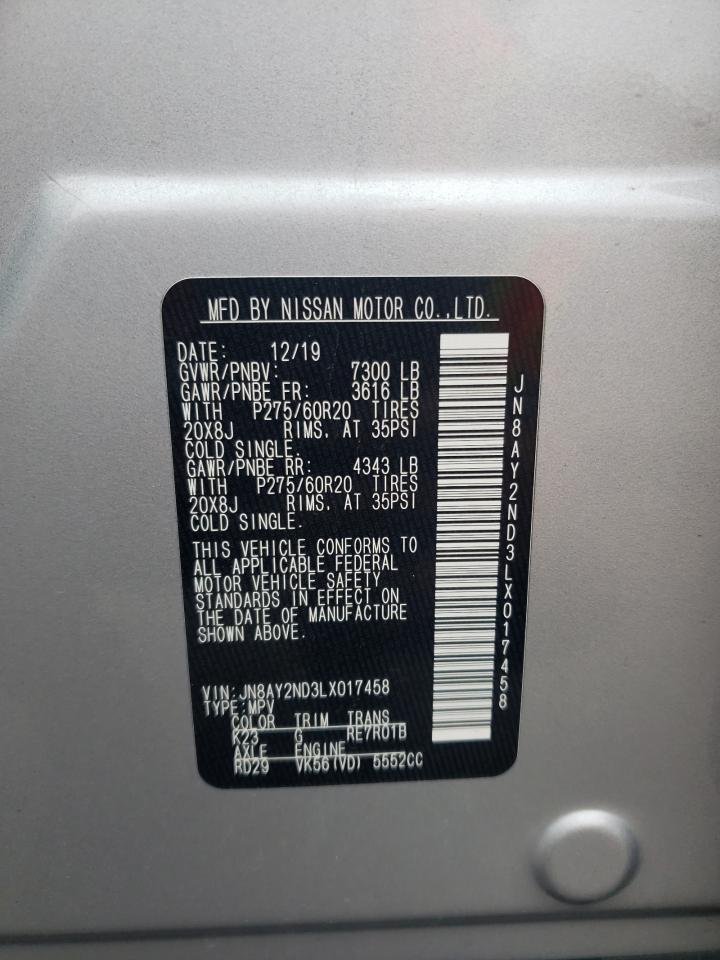 MFD BY NISSAN MOTOR CO.,LTD.
DATE: 12/19
GVWR/PNBV: 7300 LB
GAWR/PNBE FR: 3616 LB
WITH P275/60R20 TIRES
20X8J RIMS, AT 35PSI
COLD SINGLE.
GAWR/PNBE RR: 4343 LB
WITH P275/60R20 TIRES
20X8J RIMS, AT 35PSI
COLD SINGLE.
THIS VEHICLE CONFORMS TO
ALL APPLICABLE FEDERAL
MOTOR VEHICLE SAFETY
STANDARDS IN EFFECT ON
THE DATE OF MANUFACTURE
SHOWN ABOVE.
VIN:JN8AY2ND3LX017458
TYPE:MPV
COLOR TRIM TRANS
K23 G RE7R01B
AXLE ENGINE
RD29 VK56(VD) 5552CC
JN8AY2ND3LX017458